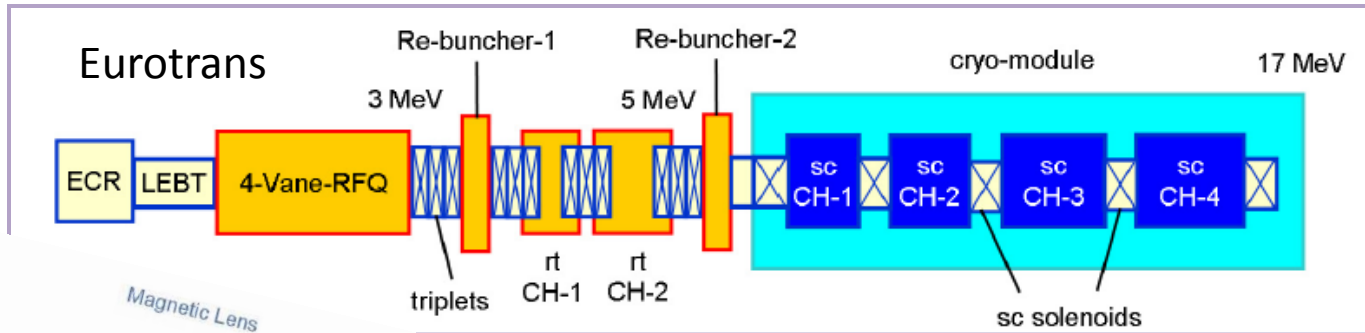 Eurotrans
Re-buncher-1
Re-buncher-2
cryo-module
17 MeV
3 MeV
5 MeV
ECR
LEBT
4-Vane-RFQ
sc
CH-1
sc
CH-2
sc
CH-3
sc
CH-4
triplets
rt
CH-1
rt
CH-2
sc solenoids
Magnetic Lens